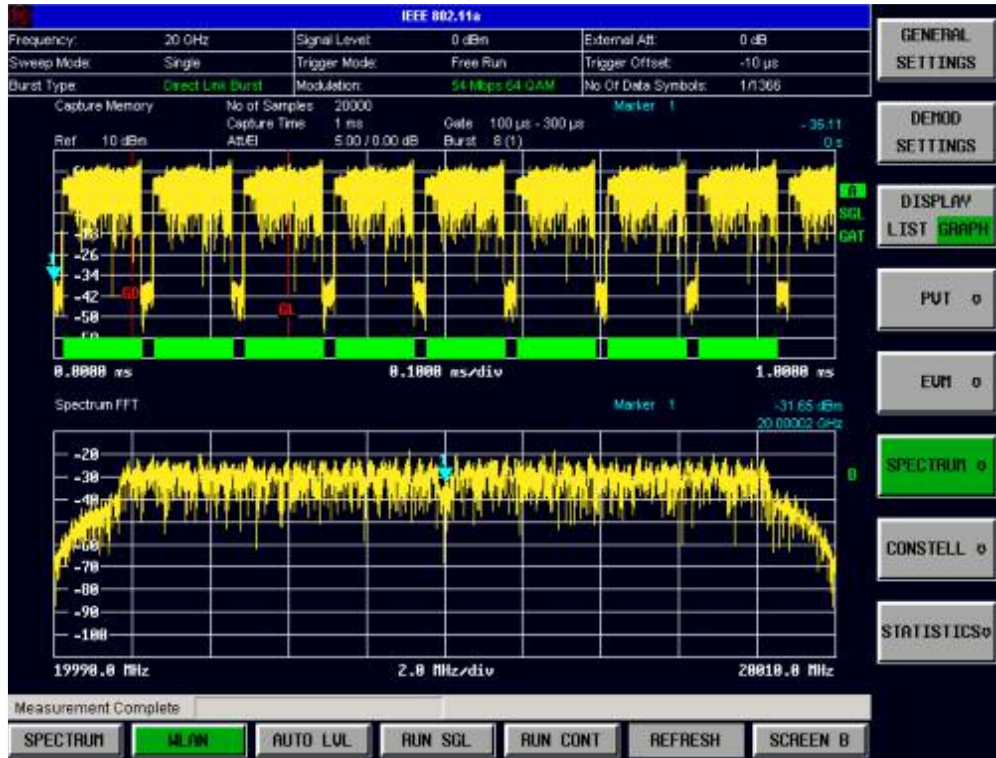 IEEE 802.11a
Frequency: 20 GHz Signal Level: 0 dBm External Att: 0 dB
Sweep Mode: Single Trigger Mode: Free Run Trigger Offset: -10 µs
Burst Type: Direct Link Burst Modulation: 54 Mbps 64 QAM No Of Data Symbols: 1/1366
Capture Memory No of Samples 20000 Marker 1
Capture Time 1 ms Gate 100 µs - 300 µs -35.11
Ref 10 dBm Att/El 5.00 / 0.00 dB Burst 8 (1) 0 s
A
SGL
GAT
-18
-26
1
-34
-42
GD
GL
-50
0.0000 ms 0.1000 ms/div 1.0000 ms
Spectrum FFT Marker 1 -31.65 dBm
20.00002 GHz
-20
1
-30
B
-40
-60
-70
-80
-90
-100
19990.0 MHz 2.0 MHz/div 20010.0 MHz
Measurement Complete
SPECTRUM WLAN AUTO LVL RUN SGL RUN CONT REFRESH SCREEN B
GENERAL
SETTINGS
DEMOD
SETTINGS
DISPLAY
LIST GRAPH
PVT
EVM
SPECTRUM
CONSTELL
STATISTICS